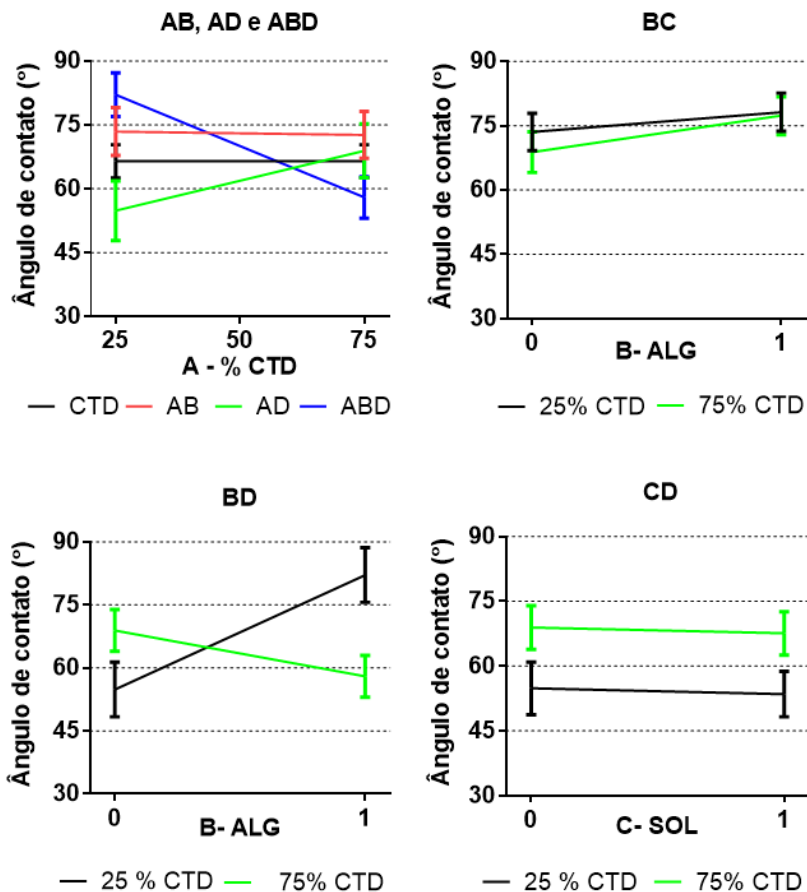 AB, AD e ABD
Ângulo de contato (º)
90
75
60
45
30
25
50
75
A - % CTD
CTD
AB
AD
ABD
BC
Ângulo de contato (º)
90
75
60
45
30
0
1
B- ALG
25% CTD
75% CTD
BD
Ângulo de contato (º)
90
75
60
45
30
0
1
B- ALG
25 % CTD
75% CTD
CD
Ângulo de contato (º)
90
75
60
45
30
0
1
C- SOL
25 % CTD
75% CTD